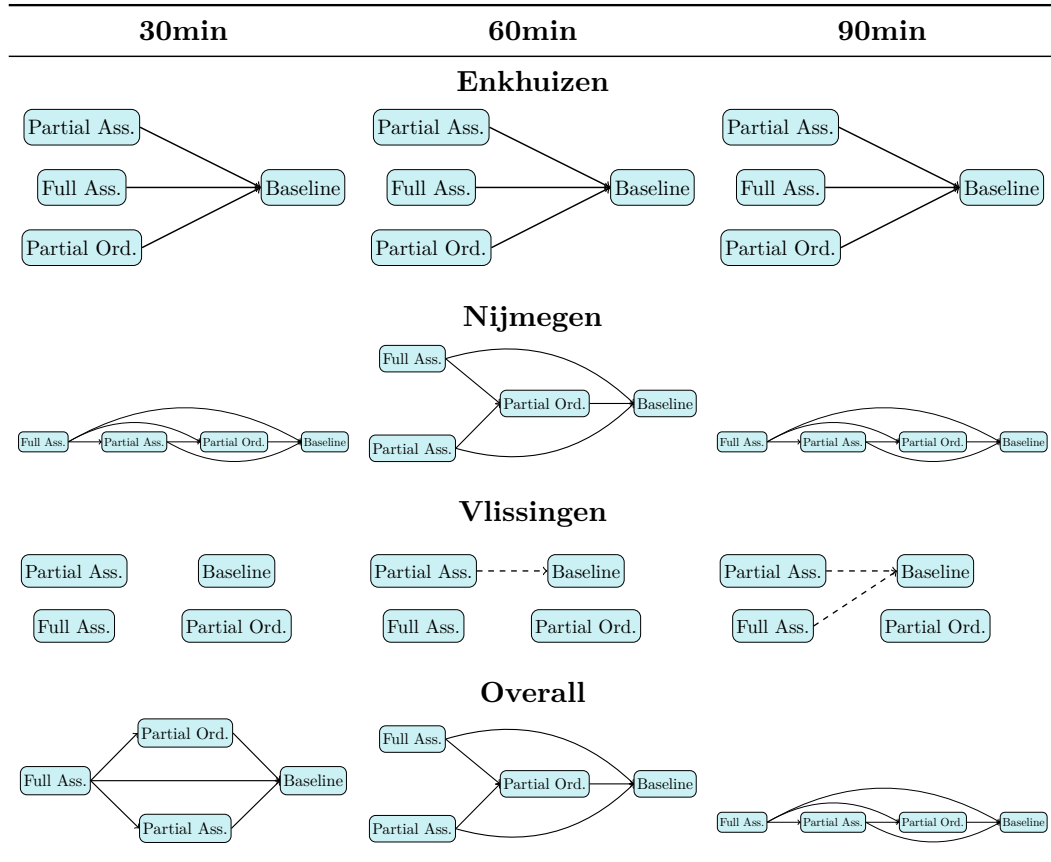 30min 60min 90min
Enkhuizen
Partial Ass. Partial Ass. Partial Ass.
Full Ass. Baseline Full Ass. Baseline Full Ass. Baseline
Partial Ord. Partial Ord. Partial Ord.
Nijmegen
Full Ass.
Partial Ord. Baseline
Full Ass. Partial Ass. Partial Ord. Baseline Partial Ass. Full Ass. Partial Ass. Partial Ord. Baseline
Vlissingen
Partial Ass. Baseline Partial Ass. Baseline Partial Ass. Baseline
Full Ass. Partial Ord. Full Ass. Partial Ord. Full Ass. Partial Ord.
Overall
Partial Ord. Full Ass.
Full Ass. Baseline Partial Ord. Baseline
Partial Ass. Partial Ass. Full Ass. Partial Ass. Partial Ord. Baseline